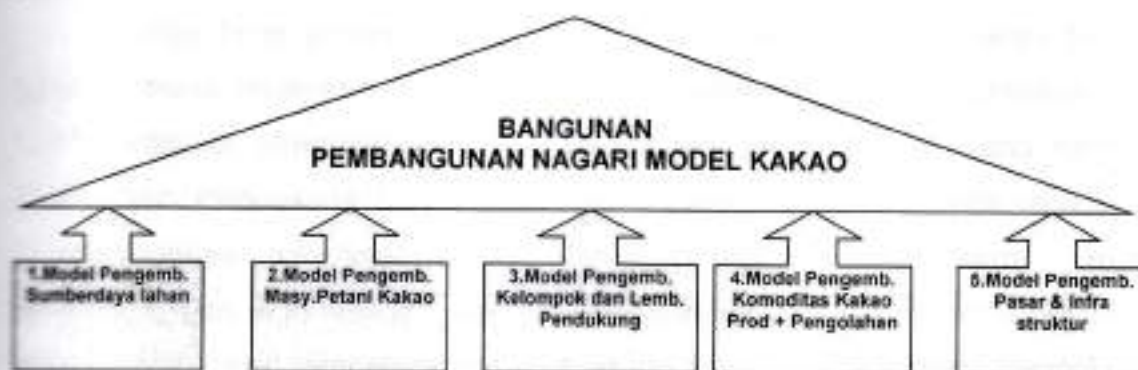 BANGUNAN
PEMBANGUNAN NAGARI MODEL KAKAO
1.Model Pengemb.
Sumberdaya lahan
2.Model Pengemb.
Masy.Petani Kakao
3.Model Pengemb.
Kelompok dan Lemb.
Pendukung
4.Model Pengemb.
Komoditas Kakao
Prod + Pengolahan
5.Model Pengemb.
Pasar & Infra
struktur